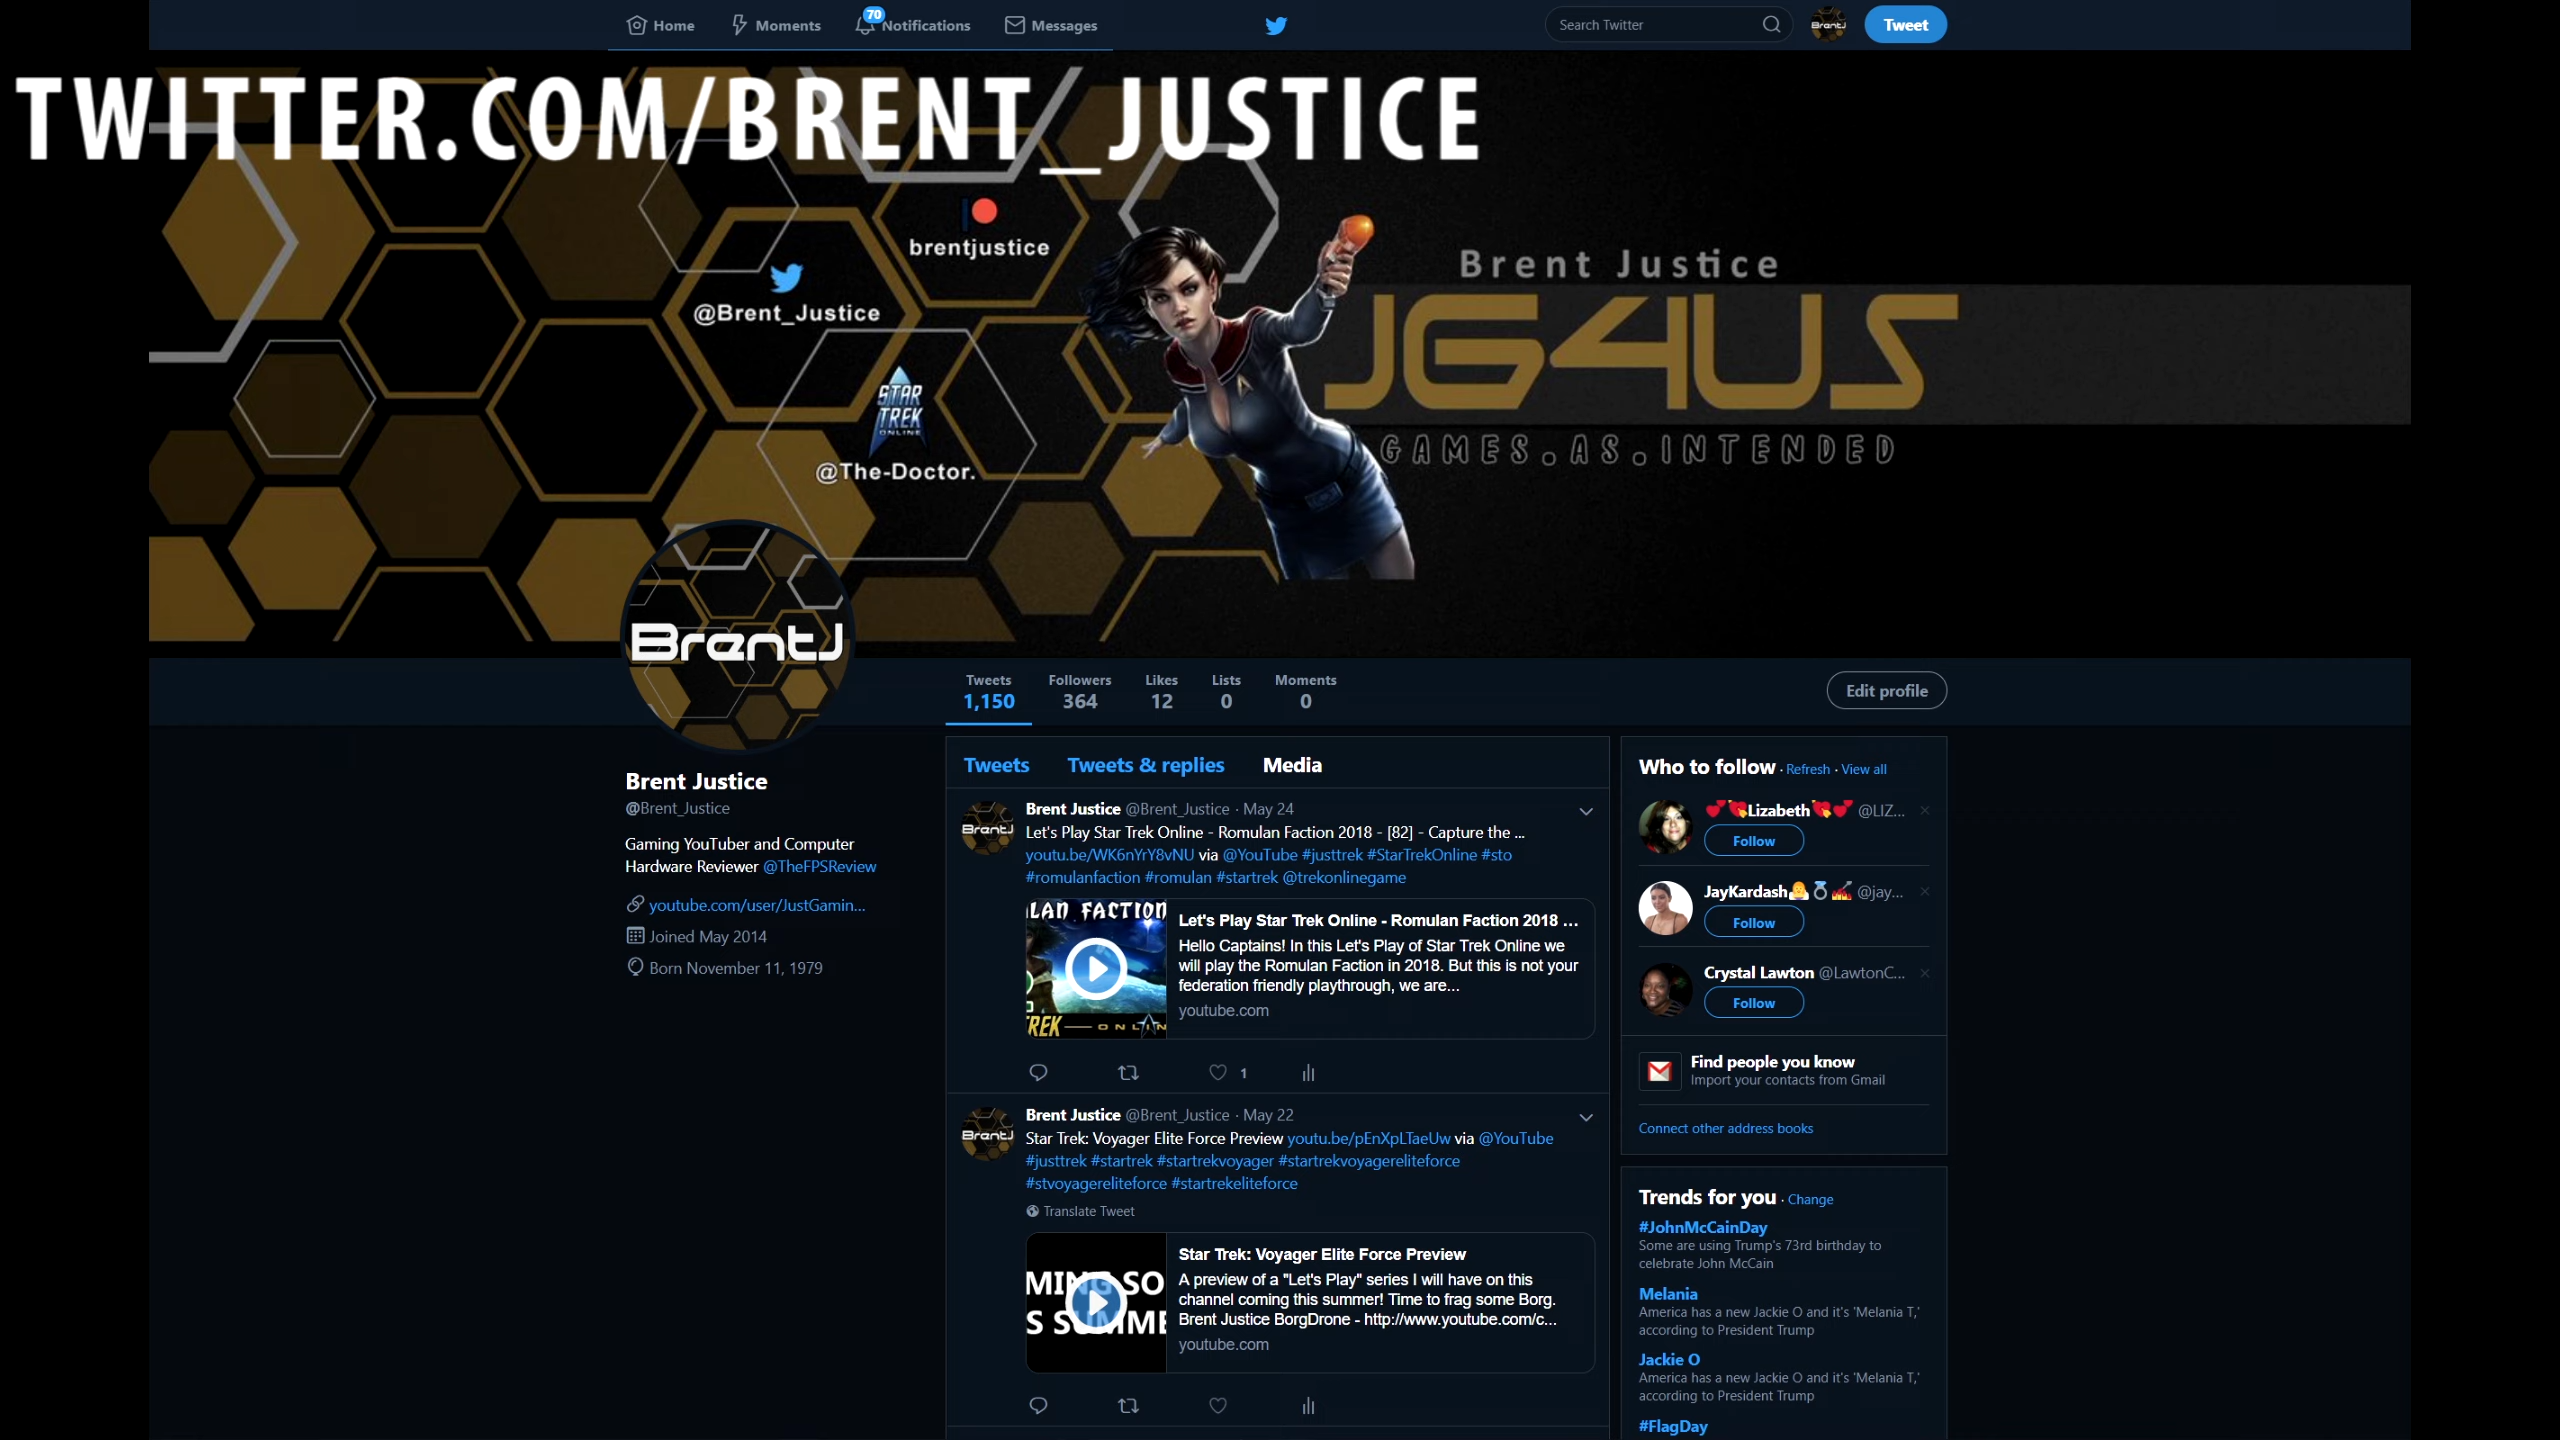 Home Moments 70 Notifications Messages Search Twitter BrentJ Tweet
TWITTER.COM/BRENT_JUSTICE
brentjustice
@Brent_Justice
STAR
TREK
ONLINE
@The-Doctor.
Brent Justice
JG4US
GAMES.AS.INTENDED
BrentJ
Tweets Followers Likes Lists Moments
1,150 364 12 0 0
Edit profile
Brent Justice
@Brent_Justice
Gaming YouTuber and Computer
Hardware Reviewer @TheFPSReview
youtube.com/user/JustGamin...
Joined May 2014
Born November 11, 1979
Tweets Tweets & replies Media
BrentJ
Brent Justice @Brent_Justice · May 24
Let's Play Star Trek Online - Romulan Faction 2018 - [82] - Capture the ...
youtu.be/WK6nYrY8vNU via @YouTube #justtrek #StarTrekOnline #sto
#romulanfaction #romulan #startrek @trekonlinegame
LAN FACTION
REK ONLIN
Let's Play Star Trek Online - Romulan Faction 2018 ...
Hello Captains! In this Let's Play of Star Trek Online we
will play the Romulan Faction in 2018. But this is not your
federation friendly playthrough, we are...
youtube.com
1
BrentJ
Brent Justice @Brent_Justice · May 22
Star Trek: Voyager Elite Force Preview youtu.be/pEnXpLTaeUw via @YouTube
#justtrek #startrek #startrekvoyager #startrekvoyagereliteforce
#stvoyagereliteforce #startrekeliteforce
Translate Tweet
MING SO
S SUMME
Star Trek: Voyager Elite Force Preview
A preview of a "Let's Play" series I will have on this
channel coming this summer! Time to frag some Borg.
Brent Justice BorgDrone - http://www.youtube.com/c...
youtube.com
Who to follow · Refresh · View all
💕💘Lizabeth💘💕 @LIZ...
Follow
JayKardash👰💍💅 @jay...
Follow
Crystal Lawton @LawtonC...
Follow
Find people you know
Import your contacts from Gmail
Connect other address books
Trends for you · Change
#JohnMcCainDay
Some are using Trump's 73rd birthday to
celebrate John McCain
Melania
America has a new Jackie O and it's 'Melania T,'
according to President Trump
Jackie O
America has a new Jackie O and it's 'Melania T,'
according to President Trump
#FlagDay